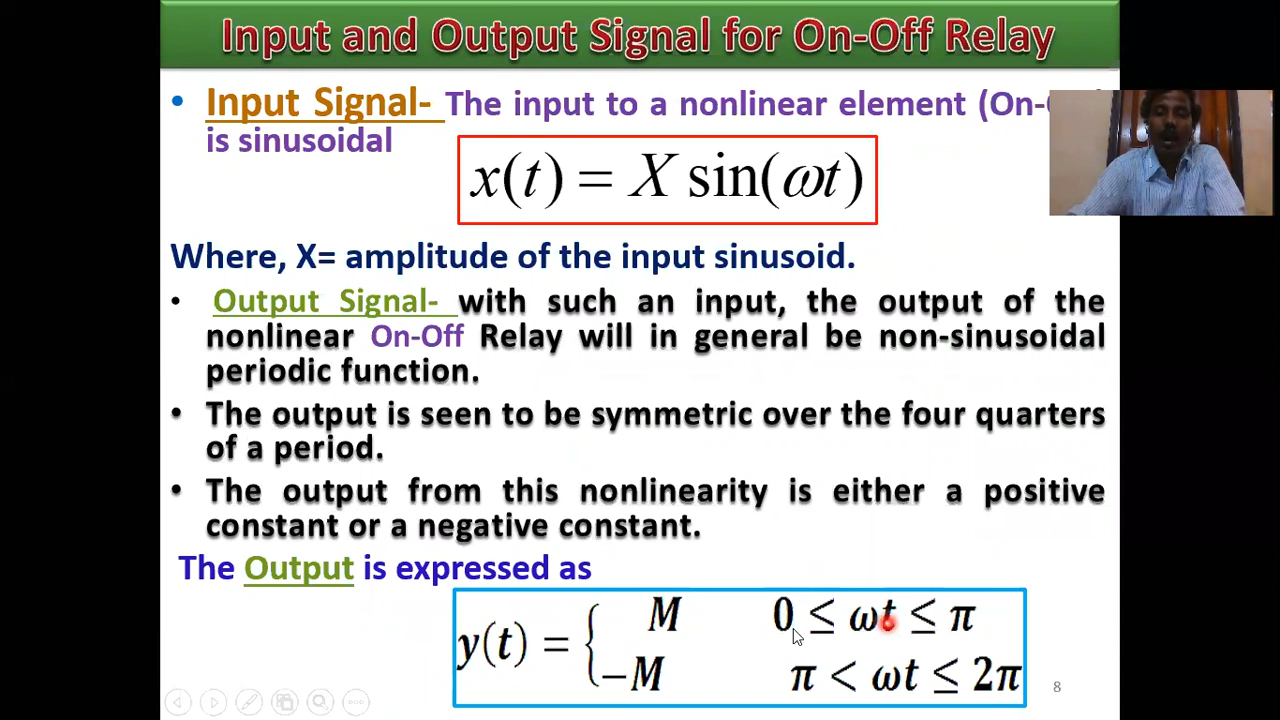 Input and Output Signal for On-Off Relay
• Input Signal- The input to a nonlinear element (On-
is sinusoidal
x(t) = X sin(ωt)
Where, X= amplitude of the input sinusoid.
• Output Signal- with such an input, the output of the
nonlinear On-Off Relay will in general be non-sinusoidal
periodic function.
• The output is seen to be symmetric over the four quarters
of a period.
• The output from this nonlinearity is either a positive
constant or a negative constant.
The Output is expressed as
y(t) = { M 0 ≤ ωt ≤ π
−M π < ωt ≤ 2π
8